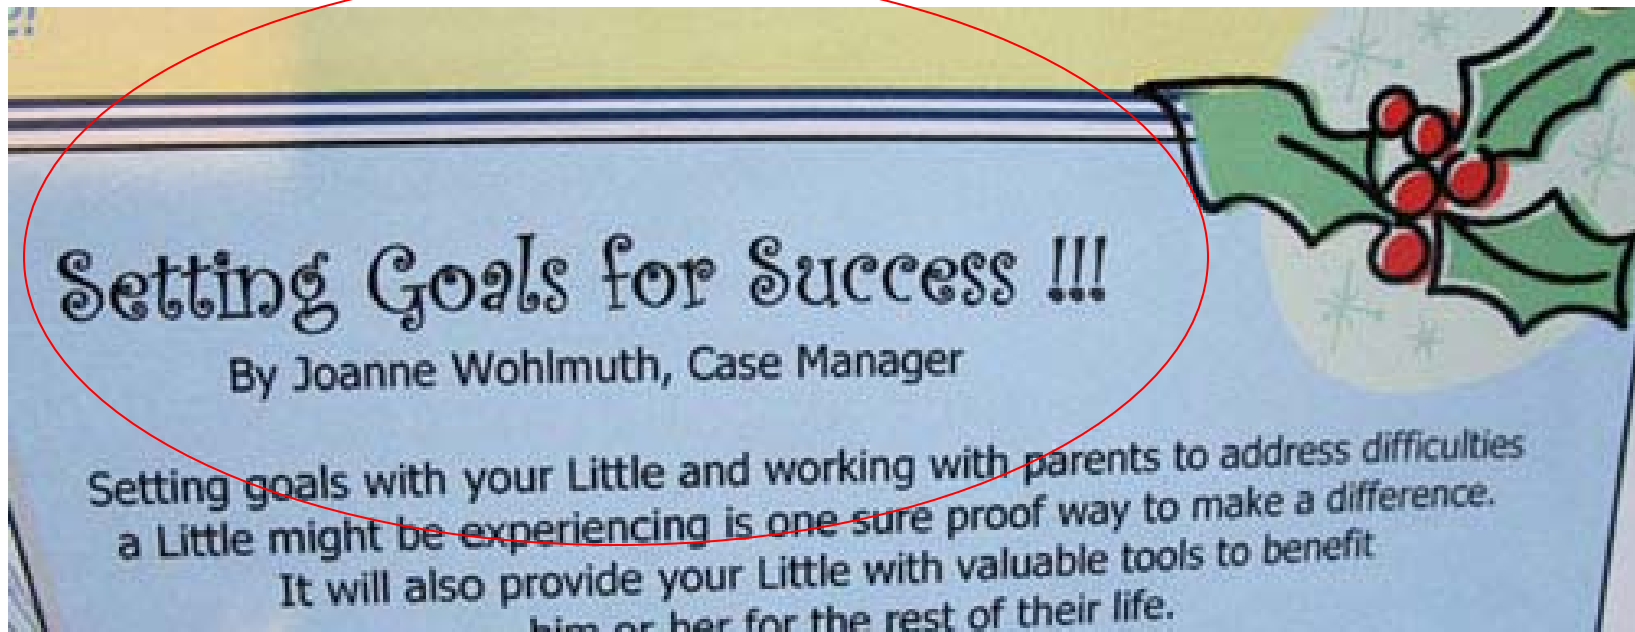 Setting Goals for Success !!!
By Joanne Wohlmuth, Case Manager
Setting goals with your Little and working with parents to address difficulties
a Little might be experiencing is one sure proof way to make a difference.
It will also provide your Little with valuable tools to benefit
him or her for the rest of their life.